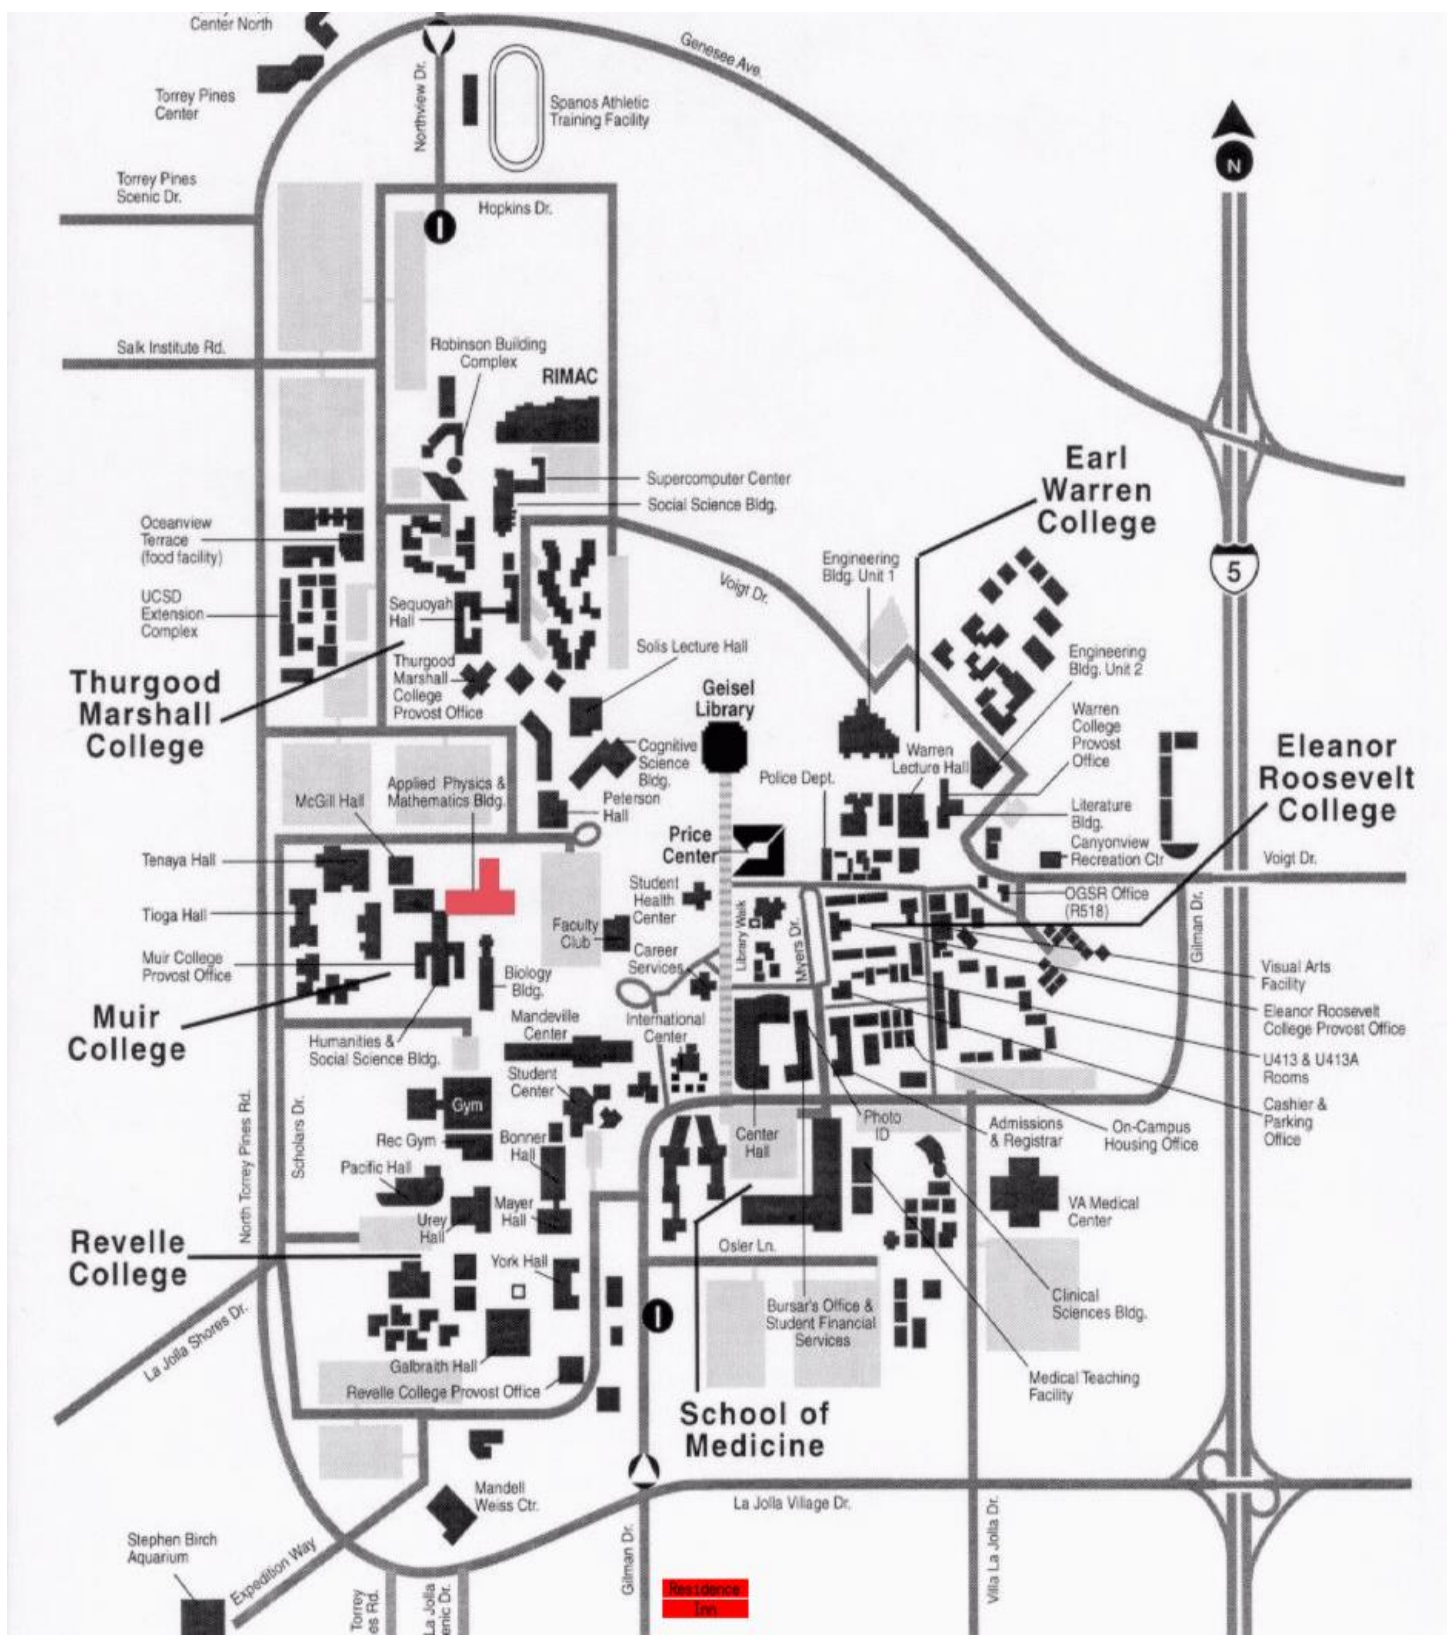 Center North
Genesee Ave.
Torrey Pines
Center
Northview Dr.
Spanos Athletic
Training Facility
N
Torrey Pines
Scenic Dr.
Hopkins Dr.
Salk Institute Rd.
Robinson Building
Complex
RIMAC
Earl
Warren
College
Supercomputer Center
Social Science Bldg.
Oceanview
Terrace
(food facility)
Engineering
Bldg. Unit 1
5
Voigt Dr.
UCSD
Extension
Complex
Sequoyah
Hall
Solis Lecture Hall
Engineering
Bldg. Unit 2
Thurgood
Marshall
College
Provost Office
Thurgood
Marshall
College
Geisel
Library
Warren
College
Provost
Office
Cognitive
Science
Bldg.
Warren
Lecture Hall
Eleanor
Roosevelt
College
Police Dept.
Applied Physics &
Mathematics Bldg.
McGill Hall
Peterson
Hall
Literature
Bldg.
Price
Center
Canyonview
Recreation Ctr
Voigt Dr.
Tenaya Hall
Student
Health
Center
OGSR Office
(R518)
Tioga Hall
Faculty
Club
Library Walk
Myers Dr.
Gilman Dr.
Career
Services
Muir College
Provost Office
Biology
Bldg.
Visual Arts
Facility
Muir
College
Mandeville
Center
International
Center
Eleanor Roosevelt
College Provost Office
Humanities &
Social Science Bldg.
U413 & U413A
Rooms
Student
Center
Gym
Cashier &
Parking
Office
North Torrey Pines Rd.
Scholars Dr.
Rec Gym
Bonner
Hall
Center
Hall
Photo
ID
Admissions
& Registrar
On-Campus
Housing Office
Pacific Hall
Urey
Hall
Mayer
Hall
VA Medical
Center
Revelle
College
York Hall
Osler Ln.
La Jolla Shores Dr.
Bursar's Office &
Student Financial
Services
Clinical
Sciences Bldg.
Galbraith Hall
Revelle College Provost Office
Medical Teaching
Facility
School of
Medicine
Mandell
Weiss Ctr.
La Jolla Village Dr.
Stephen Birch
Aquarium
Expedition Way
Torrey
es Rd.
La Jolla
enic Dr.
Gilman Dr.
Villa La Jolla Dr.
Residence
Inn